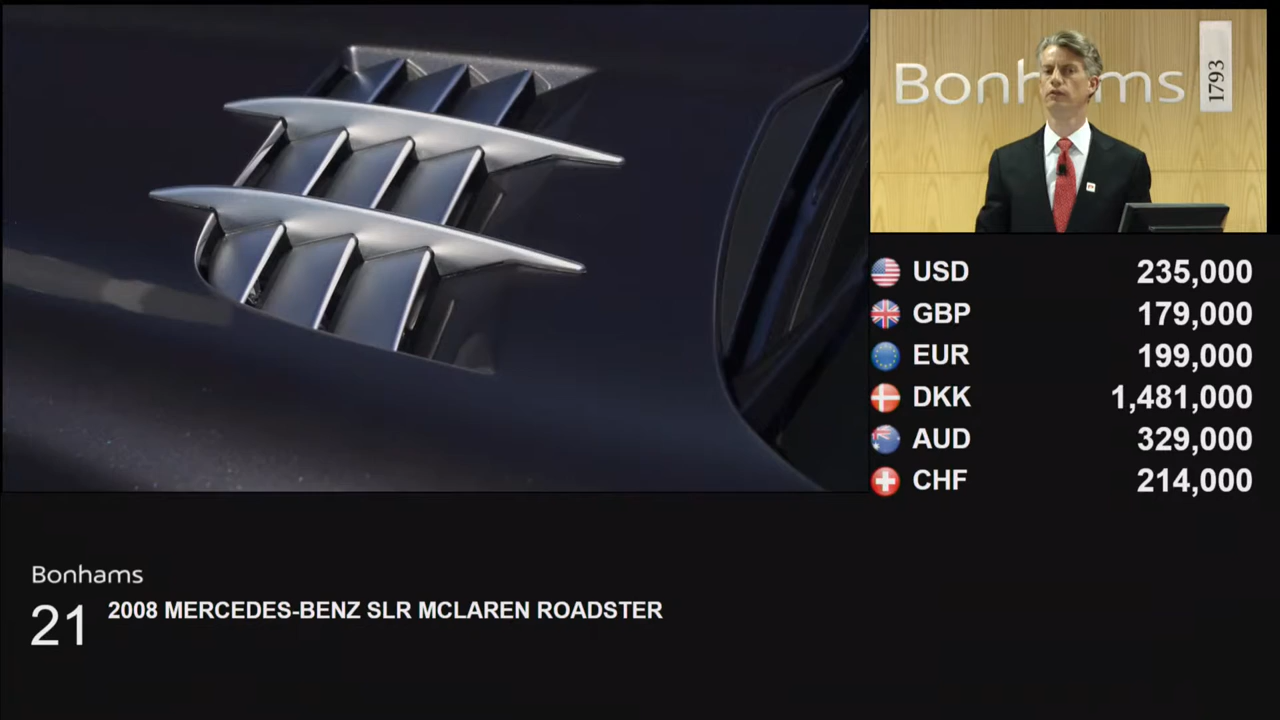 Bonhams
1793
USD 235,000
GBP 179,000
EUR 199,000
DKK 1,481,000
AUD 329,000
CHF 214,000
Bonhams
21 2008 MERCEDES-BENZ SLR MCLAREN ROADSTER